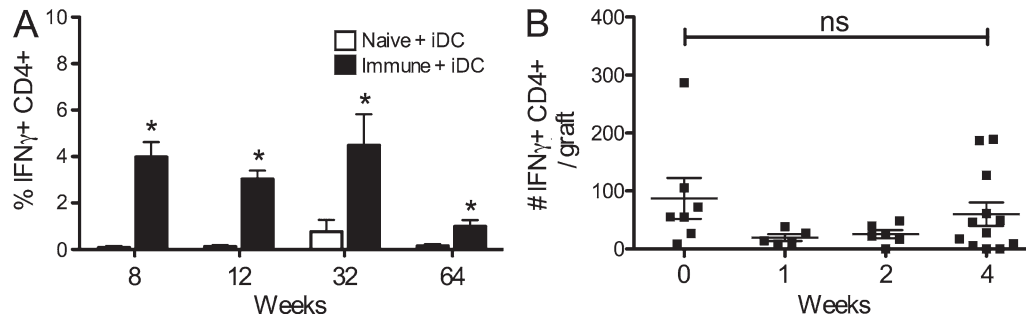 A
10
8
6
4
2
0
% IFNγ+ CD4+
Naive + iDC
Immune + iDC
*
*
*
*
8 12 32 64
Weeks
B
ns
400
300
200
100
0
# IFNγ+ CD4+
/ graft
0 1 2 4
Weeks